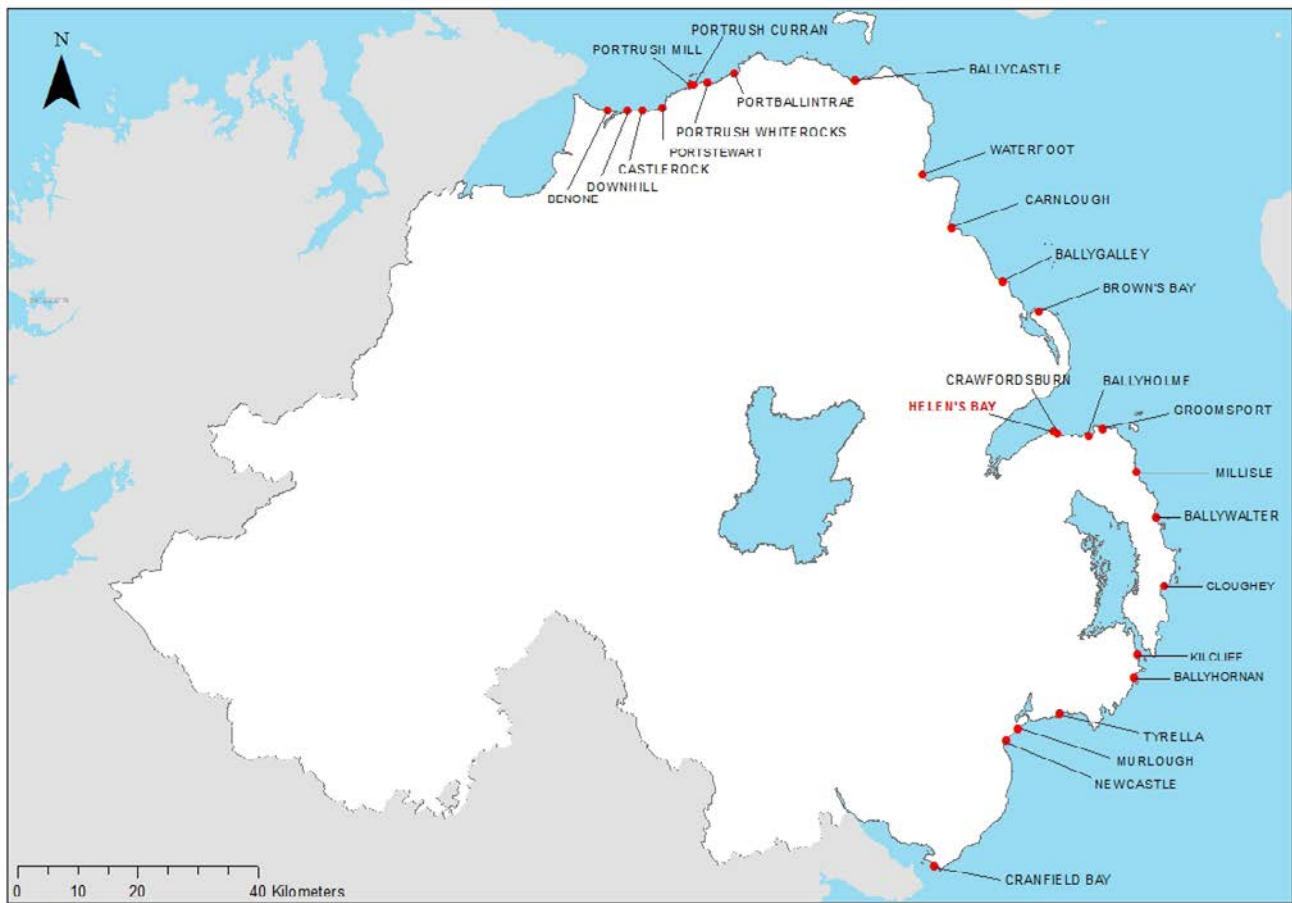 N
PORTRUSH CURRAN
PORTRUSH MILL
BALLYCASTLE
PORTBALLINTRAE
PORTRUSH WHITEROCKS
PORTSTEWART
CASTLEROCK
DOWNHILL
BENONE
WATERFOOT
CARNLOUGH
BALLYGALLEY
BROWN'S BAY
CRAWFORDSBURN
BALLYHOLME
HELEN'S BAY
GROOMSPORT
MILLISLE
BALLYWALTER
CLOUGHEY
KILCLIEF
BALLYHORNAN
TYRELLA
MURLOUGH
NEWCASTLE
CRANFIELD BAY
0 10 20 40 Kilometers